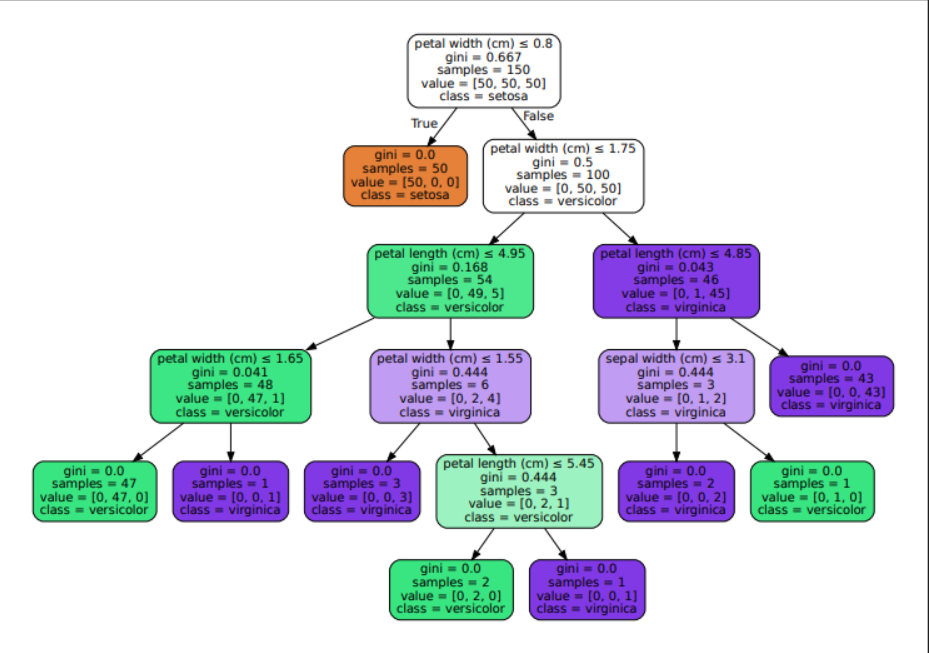 petal width (cm) ≤ 0.8
gini = 0.667
samples = 150
value = [50, 50, 50]
class = setosa
True
False
gini = 0.0
samples = 50
value = [50, 0, 0]
class = setosa
petal width (cm) ≤ 1.75
gini = 0.5
samples = 100
value = [0, 50, 50]
class = versicolor
petal length (cm) ≤ 4.95
gini = 0.168
samples = 54
value = [0, 49, 5]
class = versicolor
petal length (cm) ≤ 4.85
gini = 0.043
samples = 46
value = [0, 1, 45]
class = virginica
petal width (cm) ≤ 1.65
gini = 0.041
samples = 48
value = [0, 47, 1]
class = versicolor
petal width (cm) ≤ 1.55
gini = 0.444
samples = 6
value = [0, 2, 4]
class = virginica
sepal width (cm) ≤ 3.1
gini = 0.444
samples = 3
value = [0, 1, 2]
class = virginica
gini = 0.0
samples = 43
value = [0, 0, 43]
class = virginica
gini = 0.0
samples = 47
value = [0, 47, 0]
class = versicolor
gini = 0.0
samples = 1
value = [0, 0, 1]
class = virginica
gini = 0.0
samples = 3
value = [0, 0, 3]
class = virginica
petal length (cm) ≤ 5.45
gini = 0.444
samples = 3
value = [0, 2, 1]
class = versicolor
gini = 0.0
samples = 2
value = [0, 0, 2]
class = virginica
gini = 0.0
samples = 1
value = [0, 1, 0]
class = versicolor
gini = 0.0
samples = 2
value = [0, 2, 0]
class = versicolor
gini = 0.0
samples = 1
value = [0, 0, 1]
class = virginica